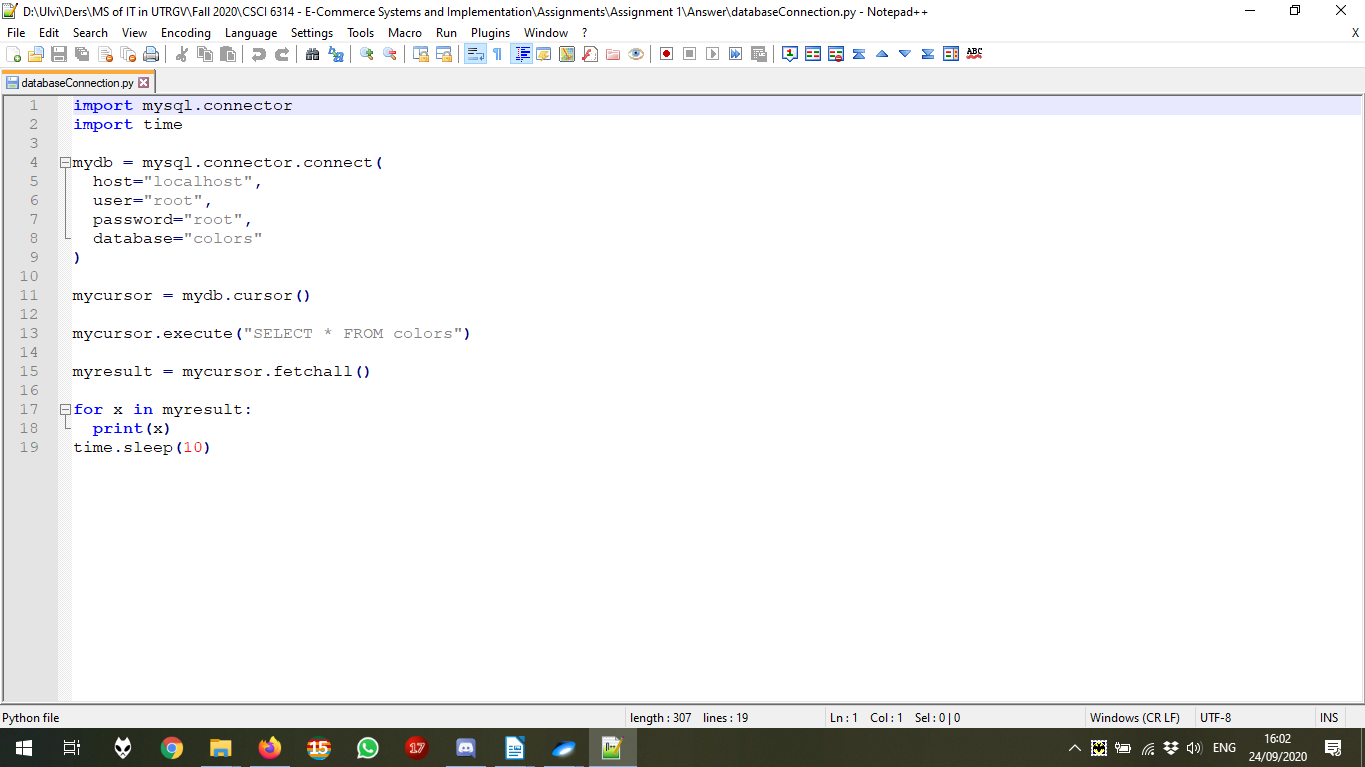 D:\Ulvi\Ders\MS of IT in UTRGV\Fall 2020\CSCI 6314 - E-Commerce Systems and Implementation\Assignments\Assignment 1\Answer\databaseConnection.py - Notepad++
File Edit Search View Encoding Language Settings Tools Macro Run Plugins Window ? X
databaseConnection.py
1 import mysql.connector
2 import time
3
4 mydb = mysql.connector.connect(
5   host="localhost",
6   user="root",
7   password="root",
8   database="colors"
9 )
10
11 mycursor = mydb.cursor()
12
13 mycursor.execute("SELECT * FROM colors")
14
15 myresult = mycursor.fetchall()
16
17 for x in myresult:
18   print(x)
19 time.sleep(10)
Python file length : 307 lines : 19 Ln : 1 Col : 1 Sel : 0 | 0 Windows (CR LF) UTF-8 INS
15 17 ENG 16:02
24/09/2020